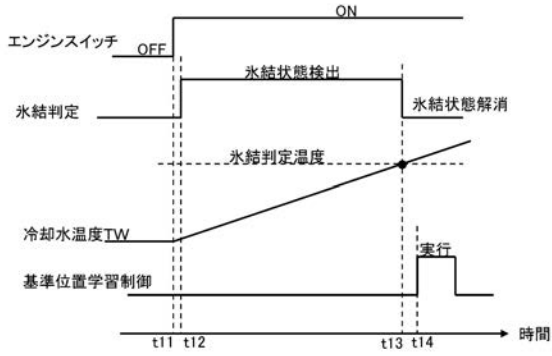 ON
エンジンスイッチ
OFF
氷結状態検出
氷結判定
氷結状態解消
氷結判定温度
冷却水温度TW
実行
基準位置学習制御
t11 t12 t13 t14 時間